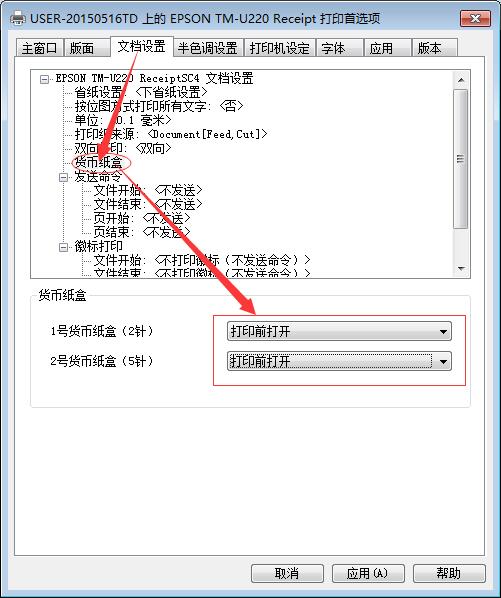 USER-20150516TD 上的 EPSON TM-U220 Receipt 打印首选项
主窗口 版面 文档设置 半色调设置 打印机设定 字体 应用 版本
EPSON TM-U220 ReceiptSC4 文档设置
省纸设置: <下省纸设置>
按位图方式打印所有文字: <否>
单位: <0.1 毫米>
打印纸来源: <Document[Feed,Cut]>
双向打印: <双向>
货币纸盒
发送命令
文件开始: <不发送>
文件结束: <不发送>
页开始: <不发送>
页结束: <不发送>
徽标打印
文件开始: <不打印徽标（不发送命令）>
文件结束: <不打印徽标（不发送命令）>
货币纸盒
1号货币纸盒（2针） 打印前打开
2号货币纸盒（5针） 打印前打开
取消 应用(A) 帮助